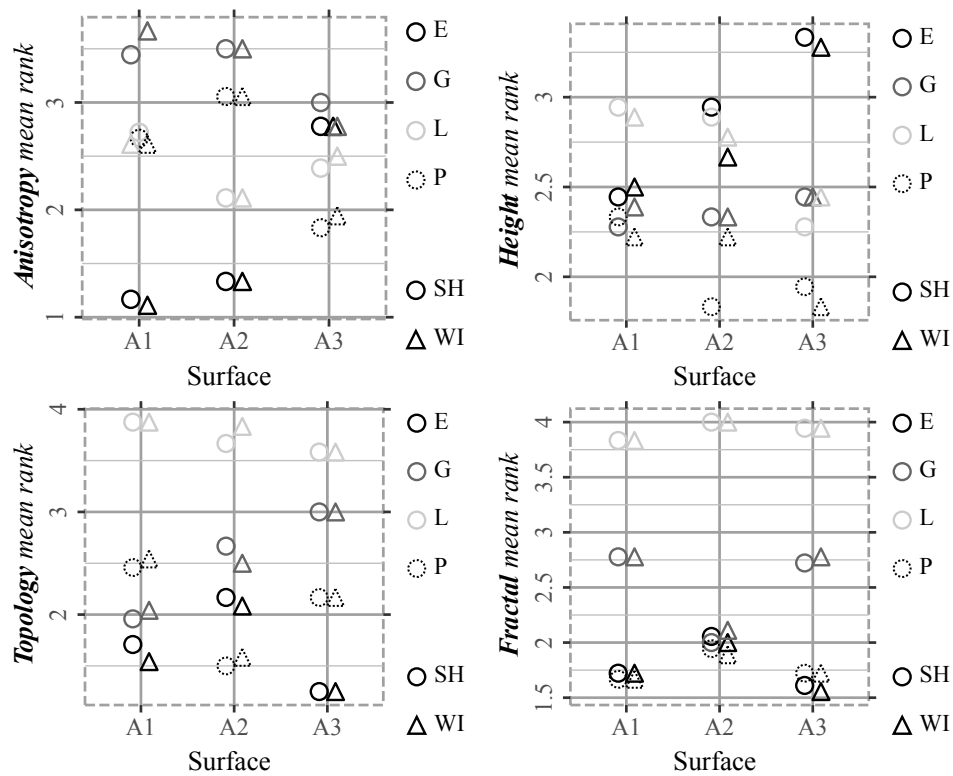 Anisotropy mean rank
3
2
1
A1 A2 A3
Surface
E
G
L
P
SH
WI
Height mean rank
3
2.5
2
A1 A2 A3
Surface
E
G
L
P
SH
WI
Topology mean rank
4
3
2
A1 A2 A3
Surface
E
G
L
P
SH
WI
Fractal mean rank
4
3.5
3
2.5
2
1.5
A1 A2 A3
Surface
E
G
L
P
SH
WI